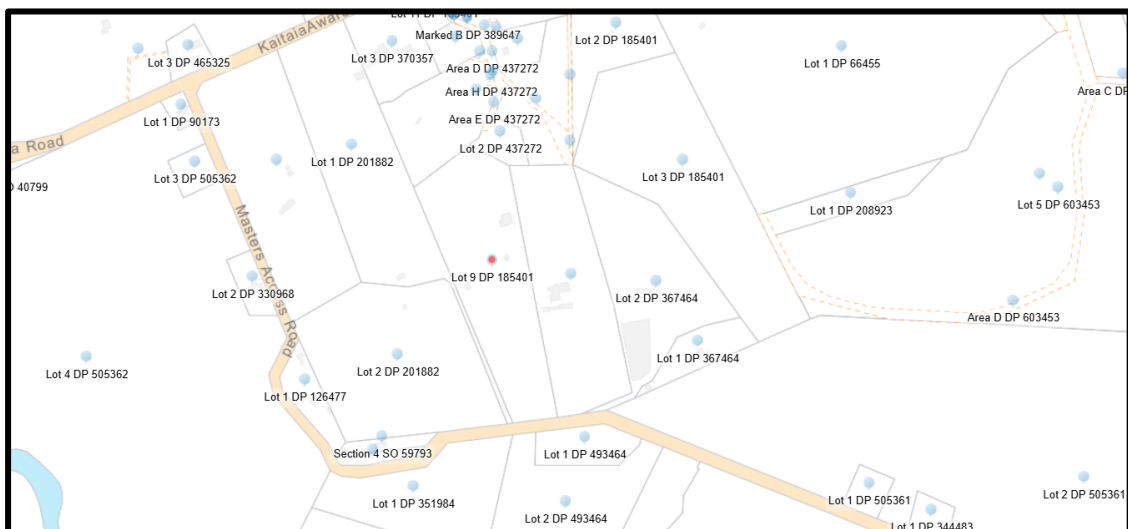 Marked B DP 389647
Lot 2 DP 185401
Lot 3 DP 465325
KaitaiaAwaro
Lot 3 DP 370357
Lot 1 DP 66455
Area D DP 437272
Area H DP 437272
Area C DP
Lot 1 DP 90173
Area E DP 437272
Lot 2 DP 437272
a Road
Lot 1 DP 201882
Lot 3 DP 505362
Lot 3 DP 185401
D 40799
Lot 1 DP 208923
Lot 5 DP 603453
Masters Access Road
Lot 9 DP 185401
Lot 2 DP 330968
Lot 2 DP 367464
Area D DP 603453
Lot 4 DP 505362
Lot 2 DP 201882
Lot 1 DP 367464
Lot 1 DP 126477
Section 4 SO 59793
Lot 1 DP 493464
Lot 1 DP 351984
Lot 2 DP 493464
Lot 1 DP 505361
Lot 2 DP 505361
Lot 1 DP 344483